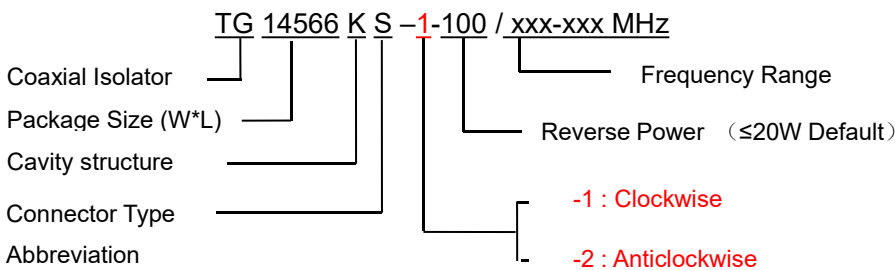 TG 14566 K S –1-100 / xxx-xxx MHz
Coaxial Isolator
Frequency Range
Package Size (W*L)
Reverse Power （≤20W Default）
Cavity structure
-1 : Clockwise
Connector Type
Abbreviation
-2 : Anticlockwise